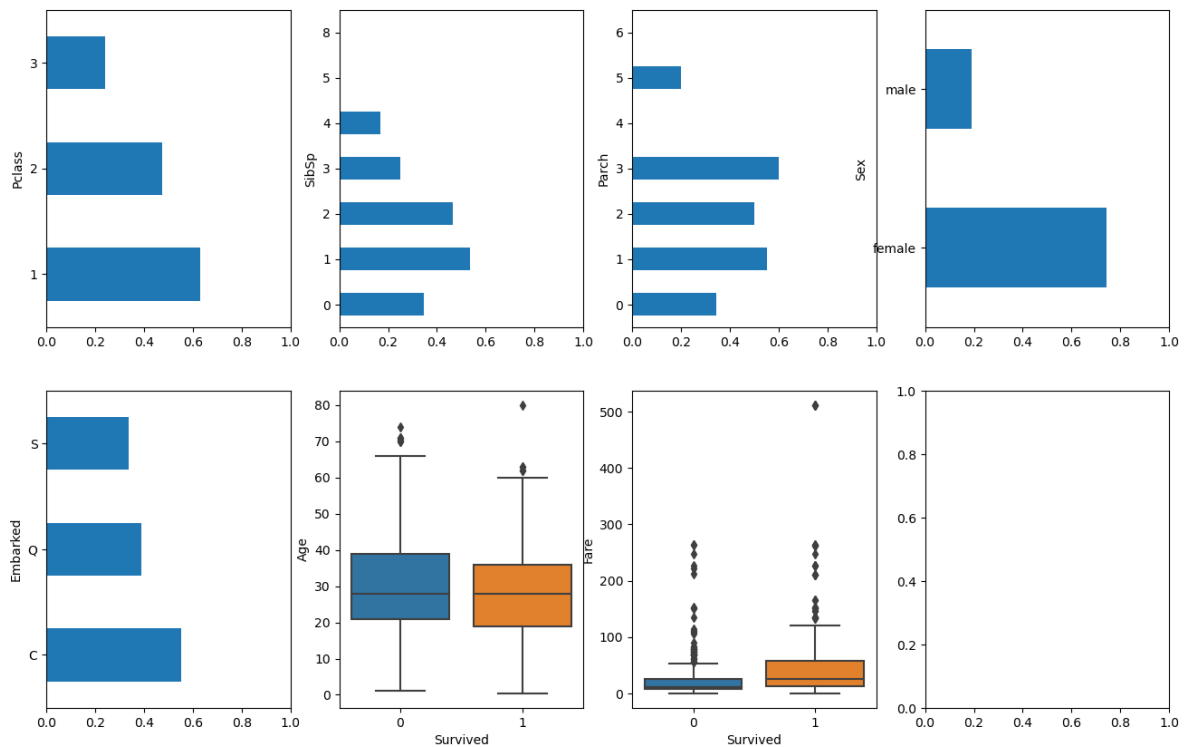 Pclass
3
2
1
0.0 0.2 0.4 0.6 0.8 1.0
SibSp
8
5
4
3
2
1
0
0.0 0.2 0.4 0.6 0.8 1.0
Parch
6
5
4
3
2
1
0
0.0 0.2 0.4 0.6 0.8 1.0
Sex
male
female
0.0 0.2 0.4 0.6 0.8 1.0
Embarked
S
Q
C
0.0 0.2 0.4 0.6 0.8 1.0
Age
80
70
60
50
40
30
20
10
0
0 1
Survived
Fare
500
400
300
200
100
0
0 1
Survived
1.0
0.8
0.6
0.4
0.2
0.0
0.0 0.2 0.4 0.6 0.8 1.0